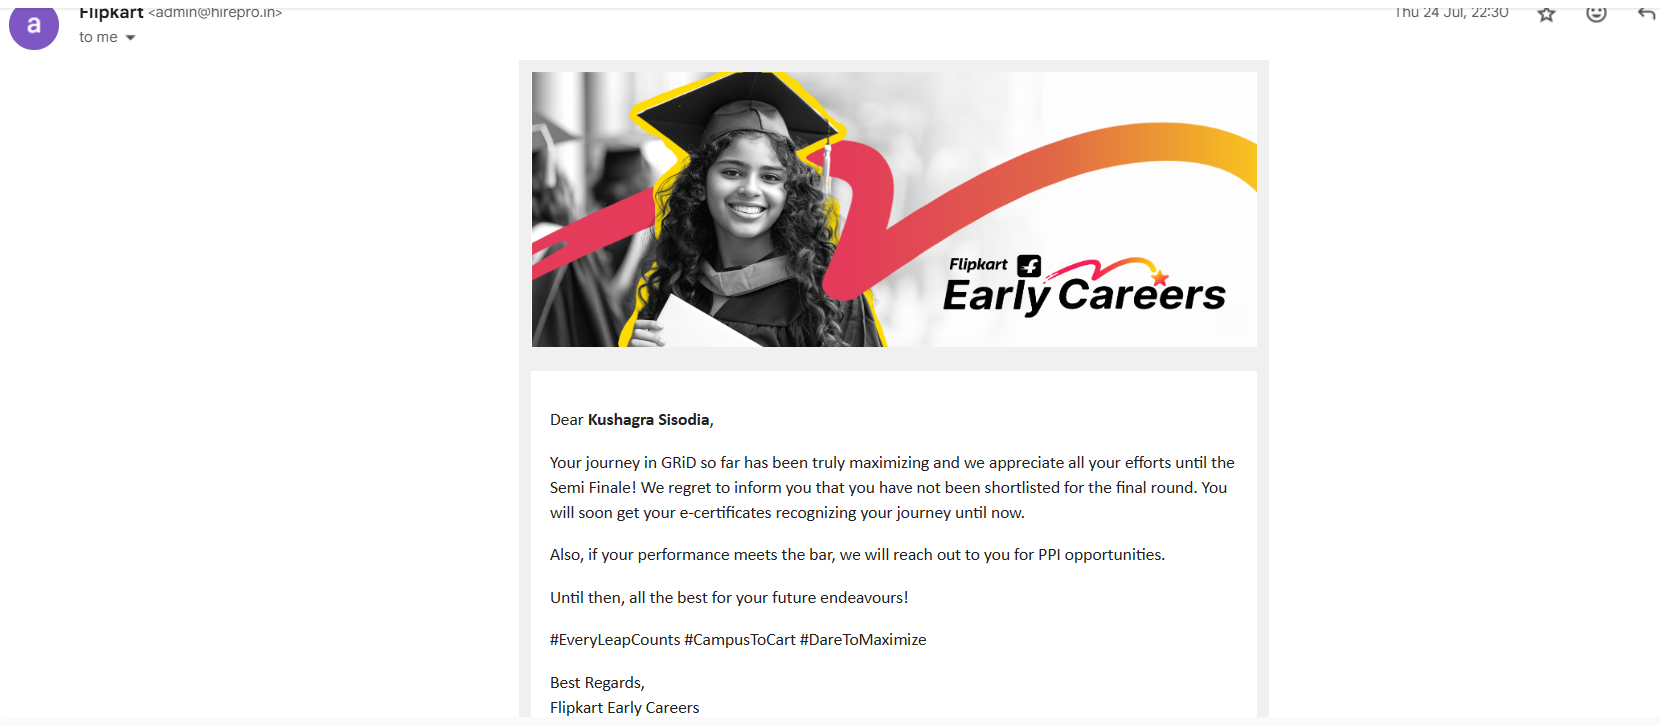 a
Flipkart <admin@hirepro.in>
Thu 24 Jul, 22:30
to me
Flipkart
Early Careers
Dear Kushagra Sisodia,
Your journey in GRiD so far has been truly maximizing and we appreciate all your efforts until the
Semi Finale! We regret to inform you that you have not been shortlisted for the final round. You
will soon get your e-certificates recognizing your journey until now.
Also, if your performance meets the bar, we will reach out to you for PPI opportunities.
Until then, all the best for your future endeavours!
#EveryLeapCounts #CampusToCart #DareToMaximize
Best Regards,
Flipkart Early Careers